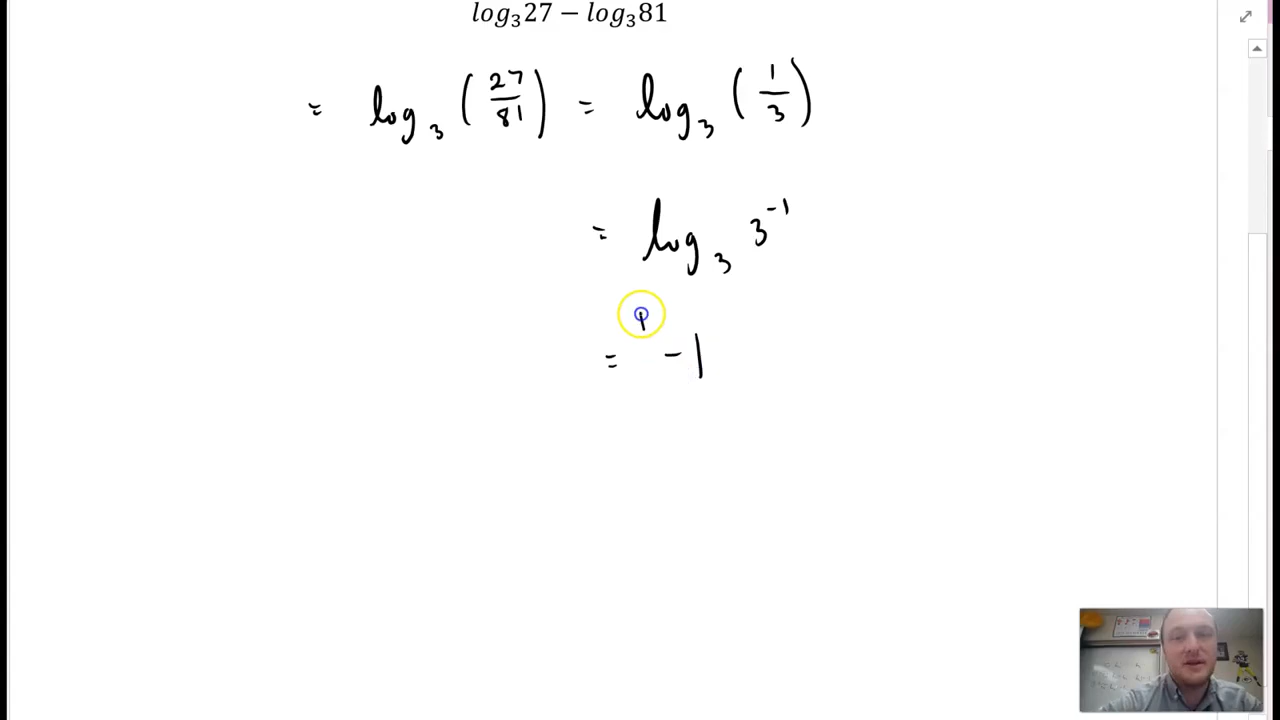 log₃27 − log₃81
= log₃ (27/81) = log₃ (1/3)
= log₃ 3⁻¹
= -1